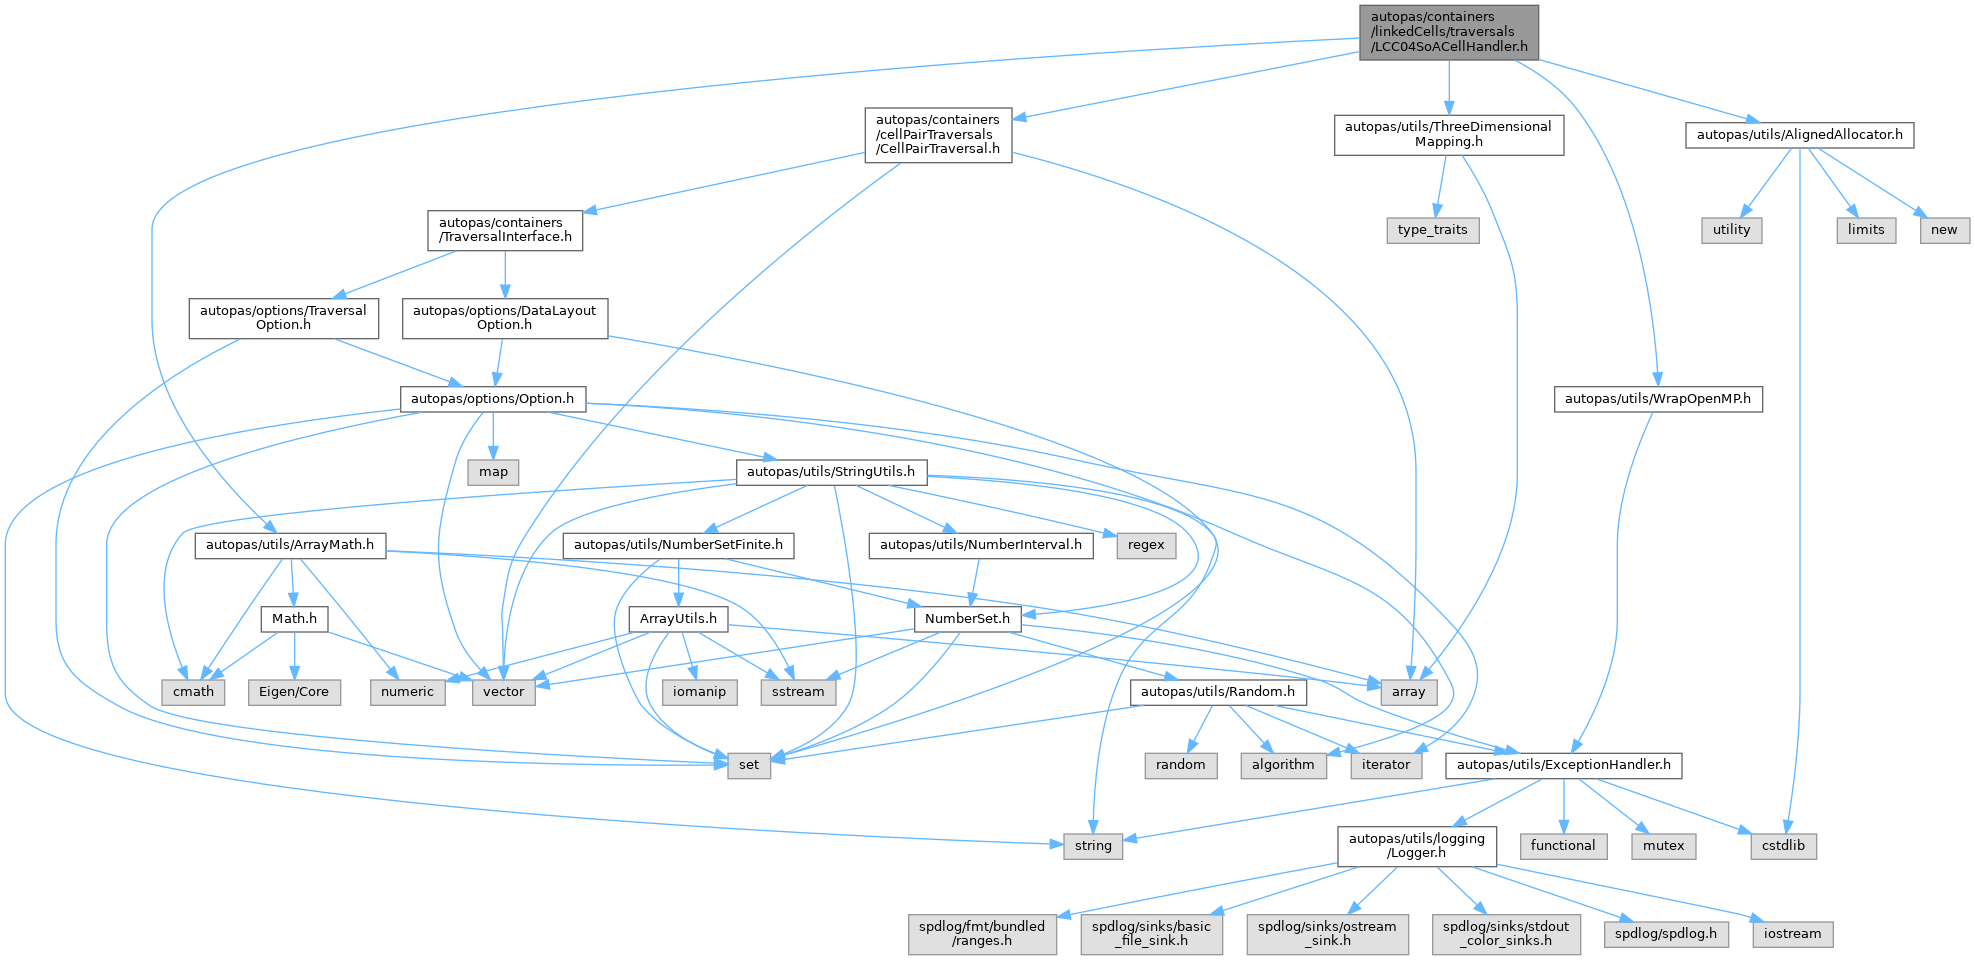 autopas/containers
/linkedCells/traversals
/LCC04SoACellHandler.h
autopas/containers
/cellPairTraversals
/CellPairTraversal.h
autopas/utils/ThreeDimensional
Mapping.h
autopas/utils/AlignedAllocator.h
autopas/containers
/TraversalInterface.h
type_traits
utility
limits
new
autopas/options/Traversal
Option.h
autopas/options/DataLayout
Option.h
autopas/options/Option.h
autopas/utils/WrapOpenMP.h
map
autopas/utils/StringUtils.h
autopas/utils/ArrayMath.h
autopas/utils/NumberSetFinite.h
autopas/utils/NumberInterval.h
regex
Math.h
ArrayUtils.h
NumberSet.h
cmath
Eigen/Core
numeric
vector
iomanip
sstream
autopas/utils/Random.h
array
set
random
algorithm
iterator
autopas/utils/ExceptionHandler.h
string
autopas/utils/logging
/Logger.h
functional
mutex
cstdlib
spdlog/fmt/bundled
/ranges.h
spdlog/sinks/basic
_file_sink.h
spdlog/sinks/ostream
_sink.h
spdlog/sinks/stdout
_color_sinks.h
spdlog/spdlog.h
iostream